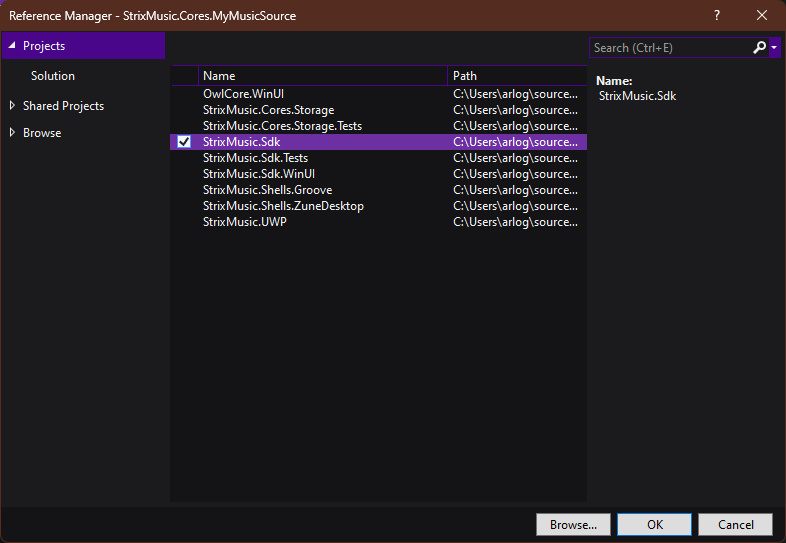 Reference Manager - StrixMusic.Cores.MyMusicSource
?
Projects
Solution
Shared Projects
Browse
Name Path
OwlCore.WinUI C:\Users\arlog\source...
StrixMusic.Cores.Storage C:\Users\arlog\source...
StrixMusic.Cores.Storage.Tests C:\Users\arlog\source...
StrixMusic.Sdk C:\Users\arlog\source...
StrixMusic.Sdk.Tests C:\Users\arlog\source...
StrixMusic.Sdk.WinUI C:\Users\arlog\source...
StrixMusic.Shells.Groove C:\Users\arlog\source...
StrixMusic.Shells.ZuneDesktop C:\Users\arlog\source...
StrixMusic.UWP C:\Users\arlog\source...
Search (Ctrl+E)
Name:
StrixMusic.Sdk
Browse... OK Cancel